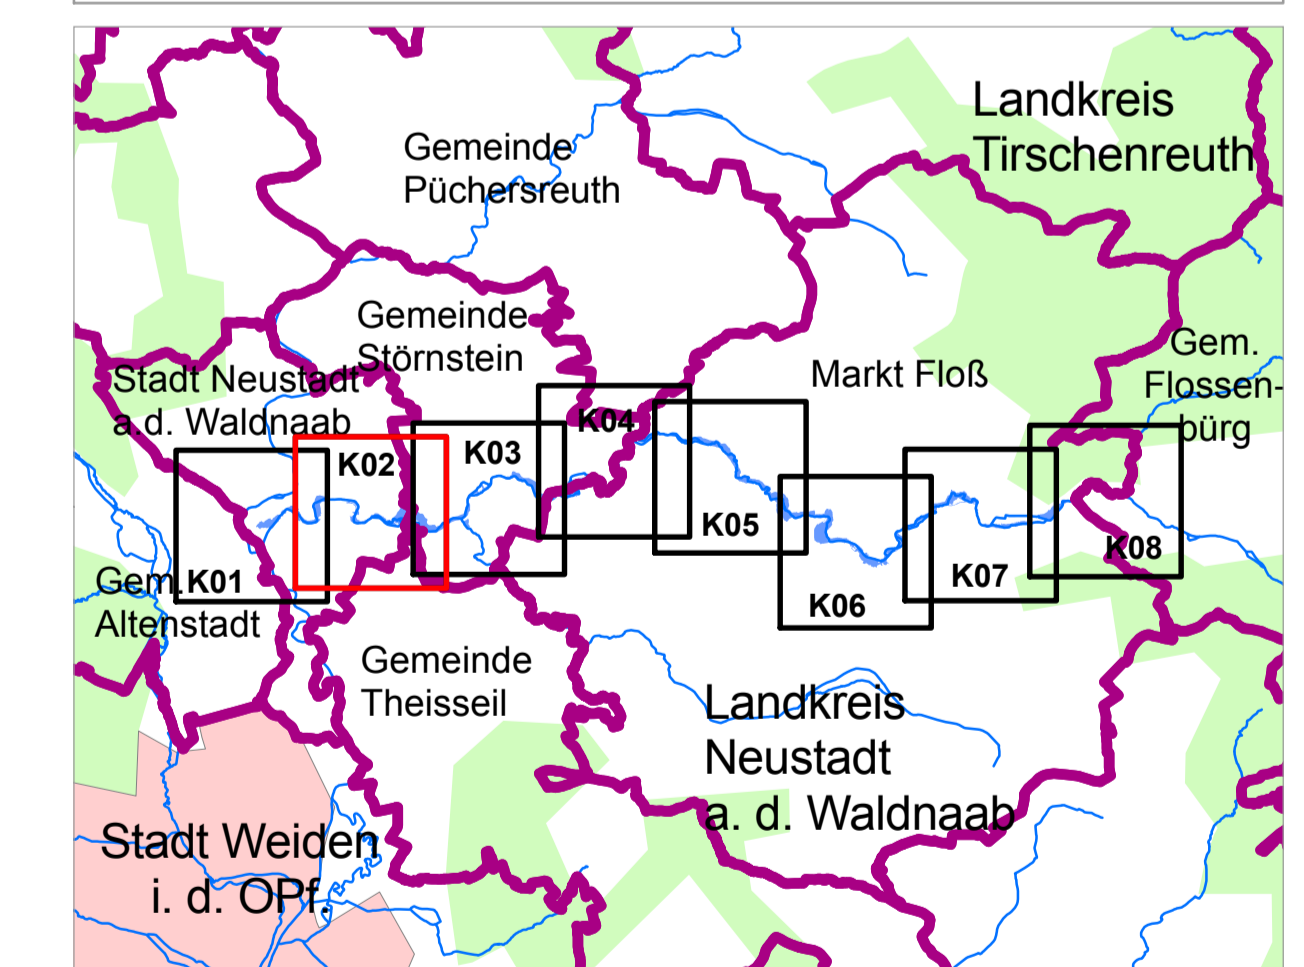 Landkreis
Tirschenreuth
Gemeinde
Püchersreuth
Gemeinde
Störnstein
Gem.
Flossen-
bürg
Markt Floß
Stadt Neustadt
a.d. Waldnaab
K04
K03
K02
K05
K08
K07
K01
K06
Gem.
Altenstadt
Gemeinde
Theisseil
Landkreis
Neustadt
a. d. Waldnaab
Stadt Weiden
i. d. OPf.